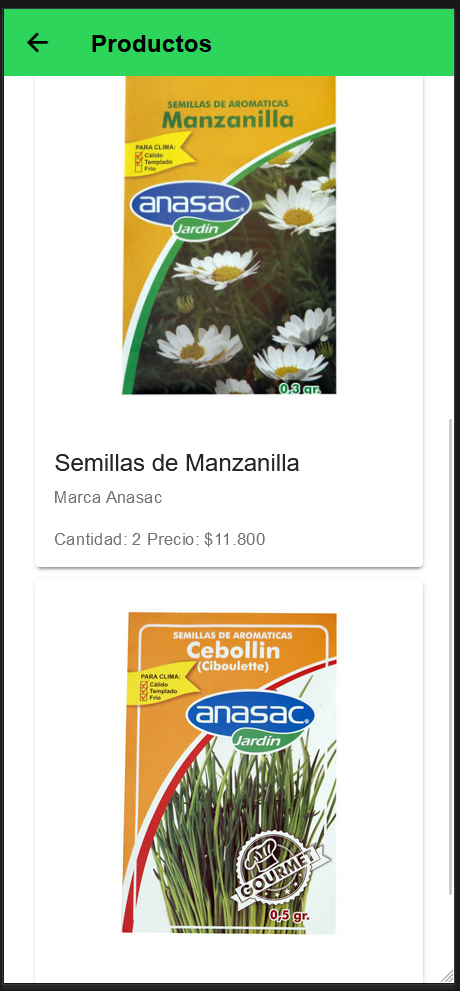 Productos
SEMILLAS DE AROMATICAS
Manzanilla
PARA CLIMA:
Cálido
Templado
Frío
anasac®
Jardín
0,3 gr.
Semillas de Manzanilla
Marca Anasac
Cantidad: 2 Precio: $11.800
SEMILLAS DE AROMATICAS
Cebollin
(Ciboulette)
PARA CLIMA:
Cálido
Templado
Frío
anasac®
Jardín
GOURMET
0,5 gr.